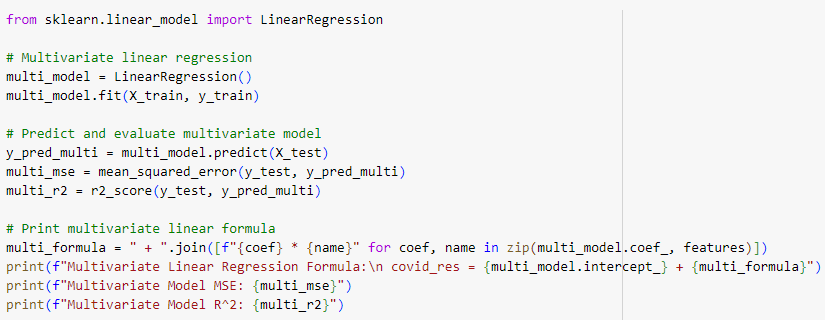 from sklearn.linear_model import LinearRegression
# Multivariate linear regression
multi_model = LinearRegression()
multi_model.fit(X_train, y_train)
# Predict and evaluate multivariate model
y_pred_multi = multi_model.predict(X_test)
multi_mse = mean_squared_error(y_test, y_pred_multi)
multi_r2 = r2_score(y_test, y_pred_multi)
# Print multivariate linear formula
multi_formula = " + ".join([f"{coef} * {name}" for coef, name in zip(multi_model.coef_, features)])
print(f"Multivariate Linear Regression Formula:\n covid_res = {multi_model.intercept_} + {multi_formula}")
print(f"Multivariate Model MSE: {multi_mse}")
print(f"Multivariate Model R^2: {multi_r2}")